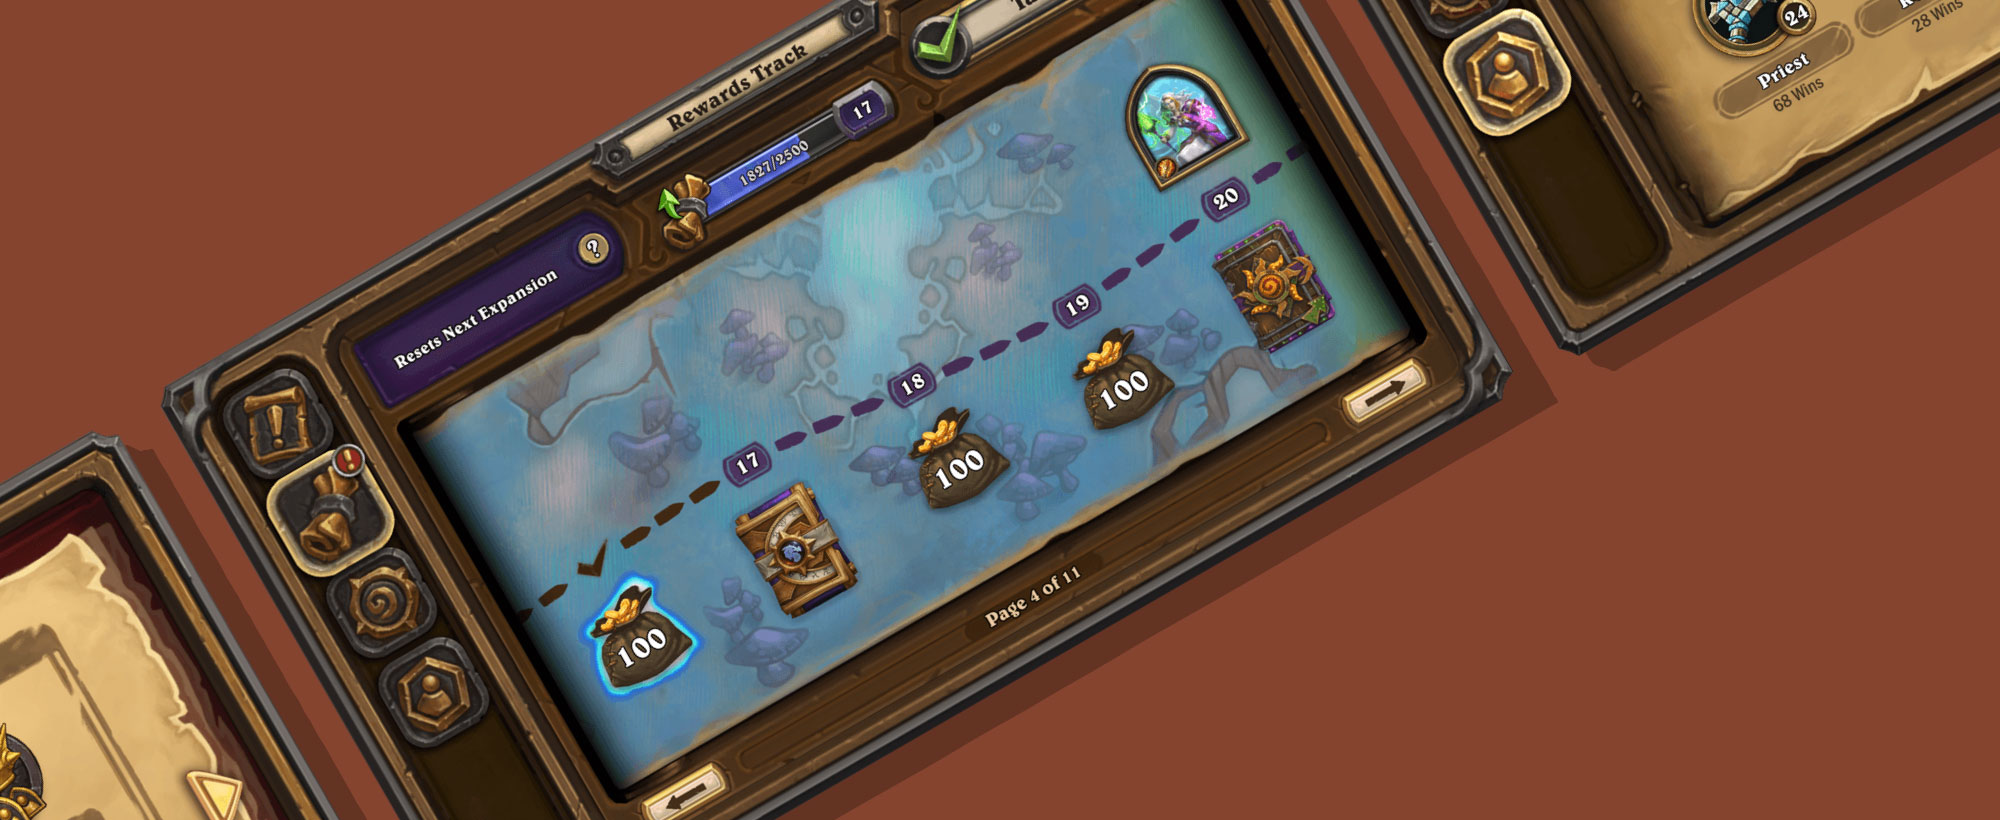 Rewards Track
1827/2500
17
Resets Next Expansion
?
20
19
18
17
100
100
100
Page 4 of 11
24
Priest
68 Wins
28 Wins